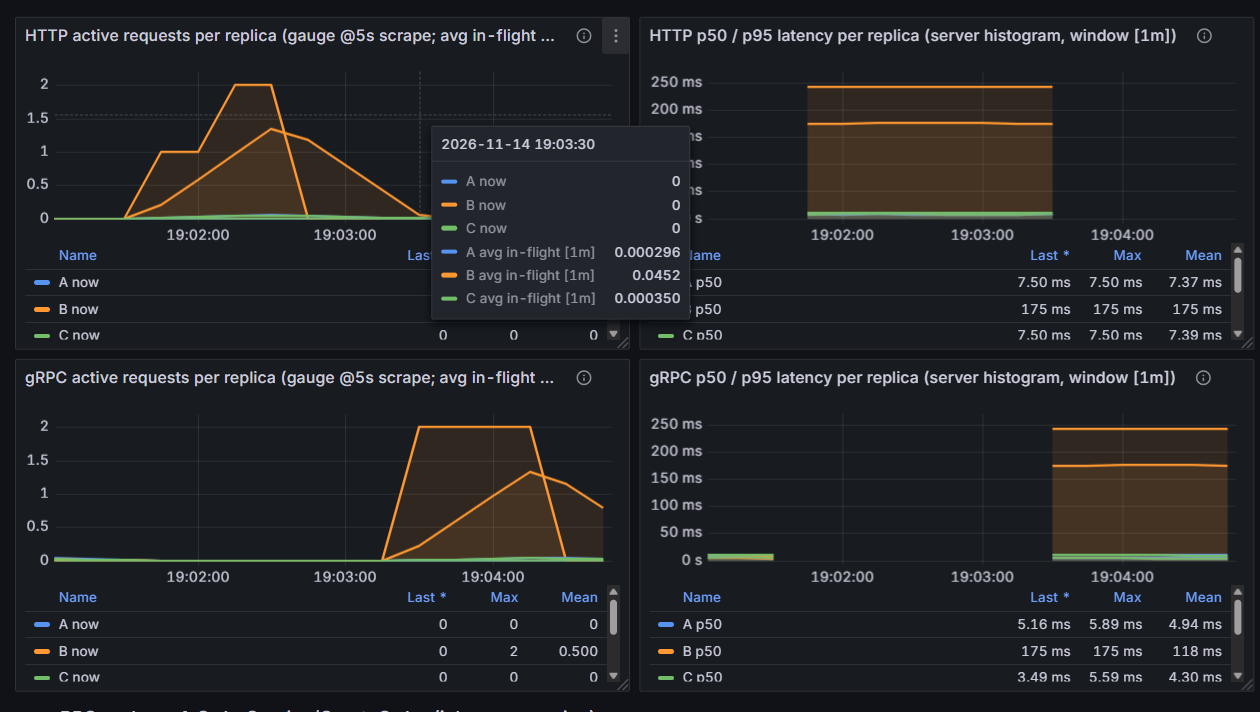 HTTP active requests per replica (gauge @5s scrape; avg in-flight ...
2
1.5
1
0.5
0
19:02:00 19:03:00
Name Las
A now
B now
C now 0 0 0
2026-11-14 19:03:30
A now 0
B now 0
C now 0
A avg in-flight [1m] 0.000296
B avg in-flight [1m] 0.0452
C avg in-flight [1m] 0.000350
HTTP p50 / p95 latency per replica (server histogram, window [1m])
250 ms
200 ms
ms
s
s
s
19:02:00 19:03:00 19:04:00
ame Last * Max Mean
p50 7.50 ms 7.50 ms 7.37 ms
p50 175 ms 175 ms 175 ms
C p50 7.50 ms 7.50 ms 7.39 ms
gRPC active requests per replica (gauge @5s scrape; avg in-flight ...
2
1.5
1
0.5
0
19:02:00 19:03:00 19:04:00
Name Last * Max Mean
A now 0 0 0
B now 0 2 0.500
C now 0 0 0
gRPC p50 / p95 latency per replica (server histogram, window [1m])
250 ms
200 ms
150 ms
100 ms
50 ms
0 s
19:02:00 19:03:00 19:04:00
Name Last * Max Mean
A p50 5.16 ms 5.89 ms 4.94 ms
B p50 175 ms 175 ms 118 ms
C p50 3.49 ms 5.59 ms 4.30 ms